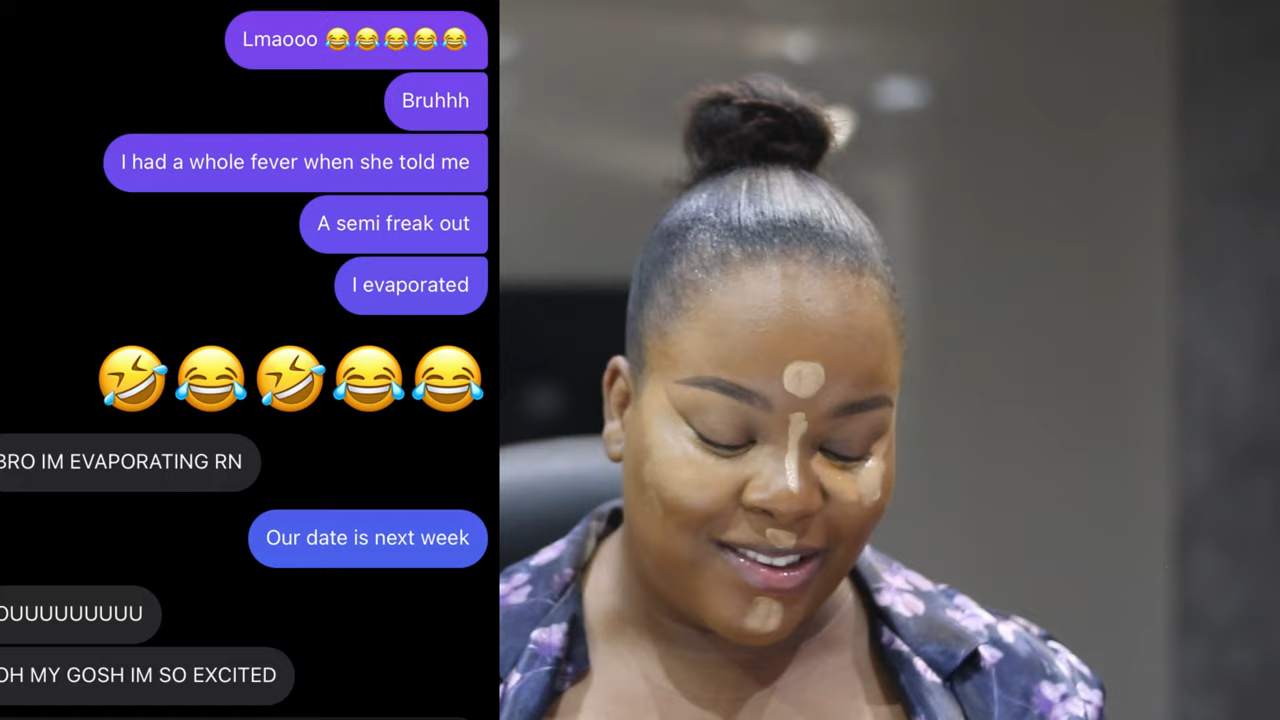 Lmaooo 😂😂😂😂😂
Bruhhh
I had a whole fever when she told me
A semi freak out
I evaporated
🤣😂🤣😂😂
BRO IM EVAPORATING RN
Our date is next week
OUUUUUUUUU
OH MY GOSH IM SO EXCITED